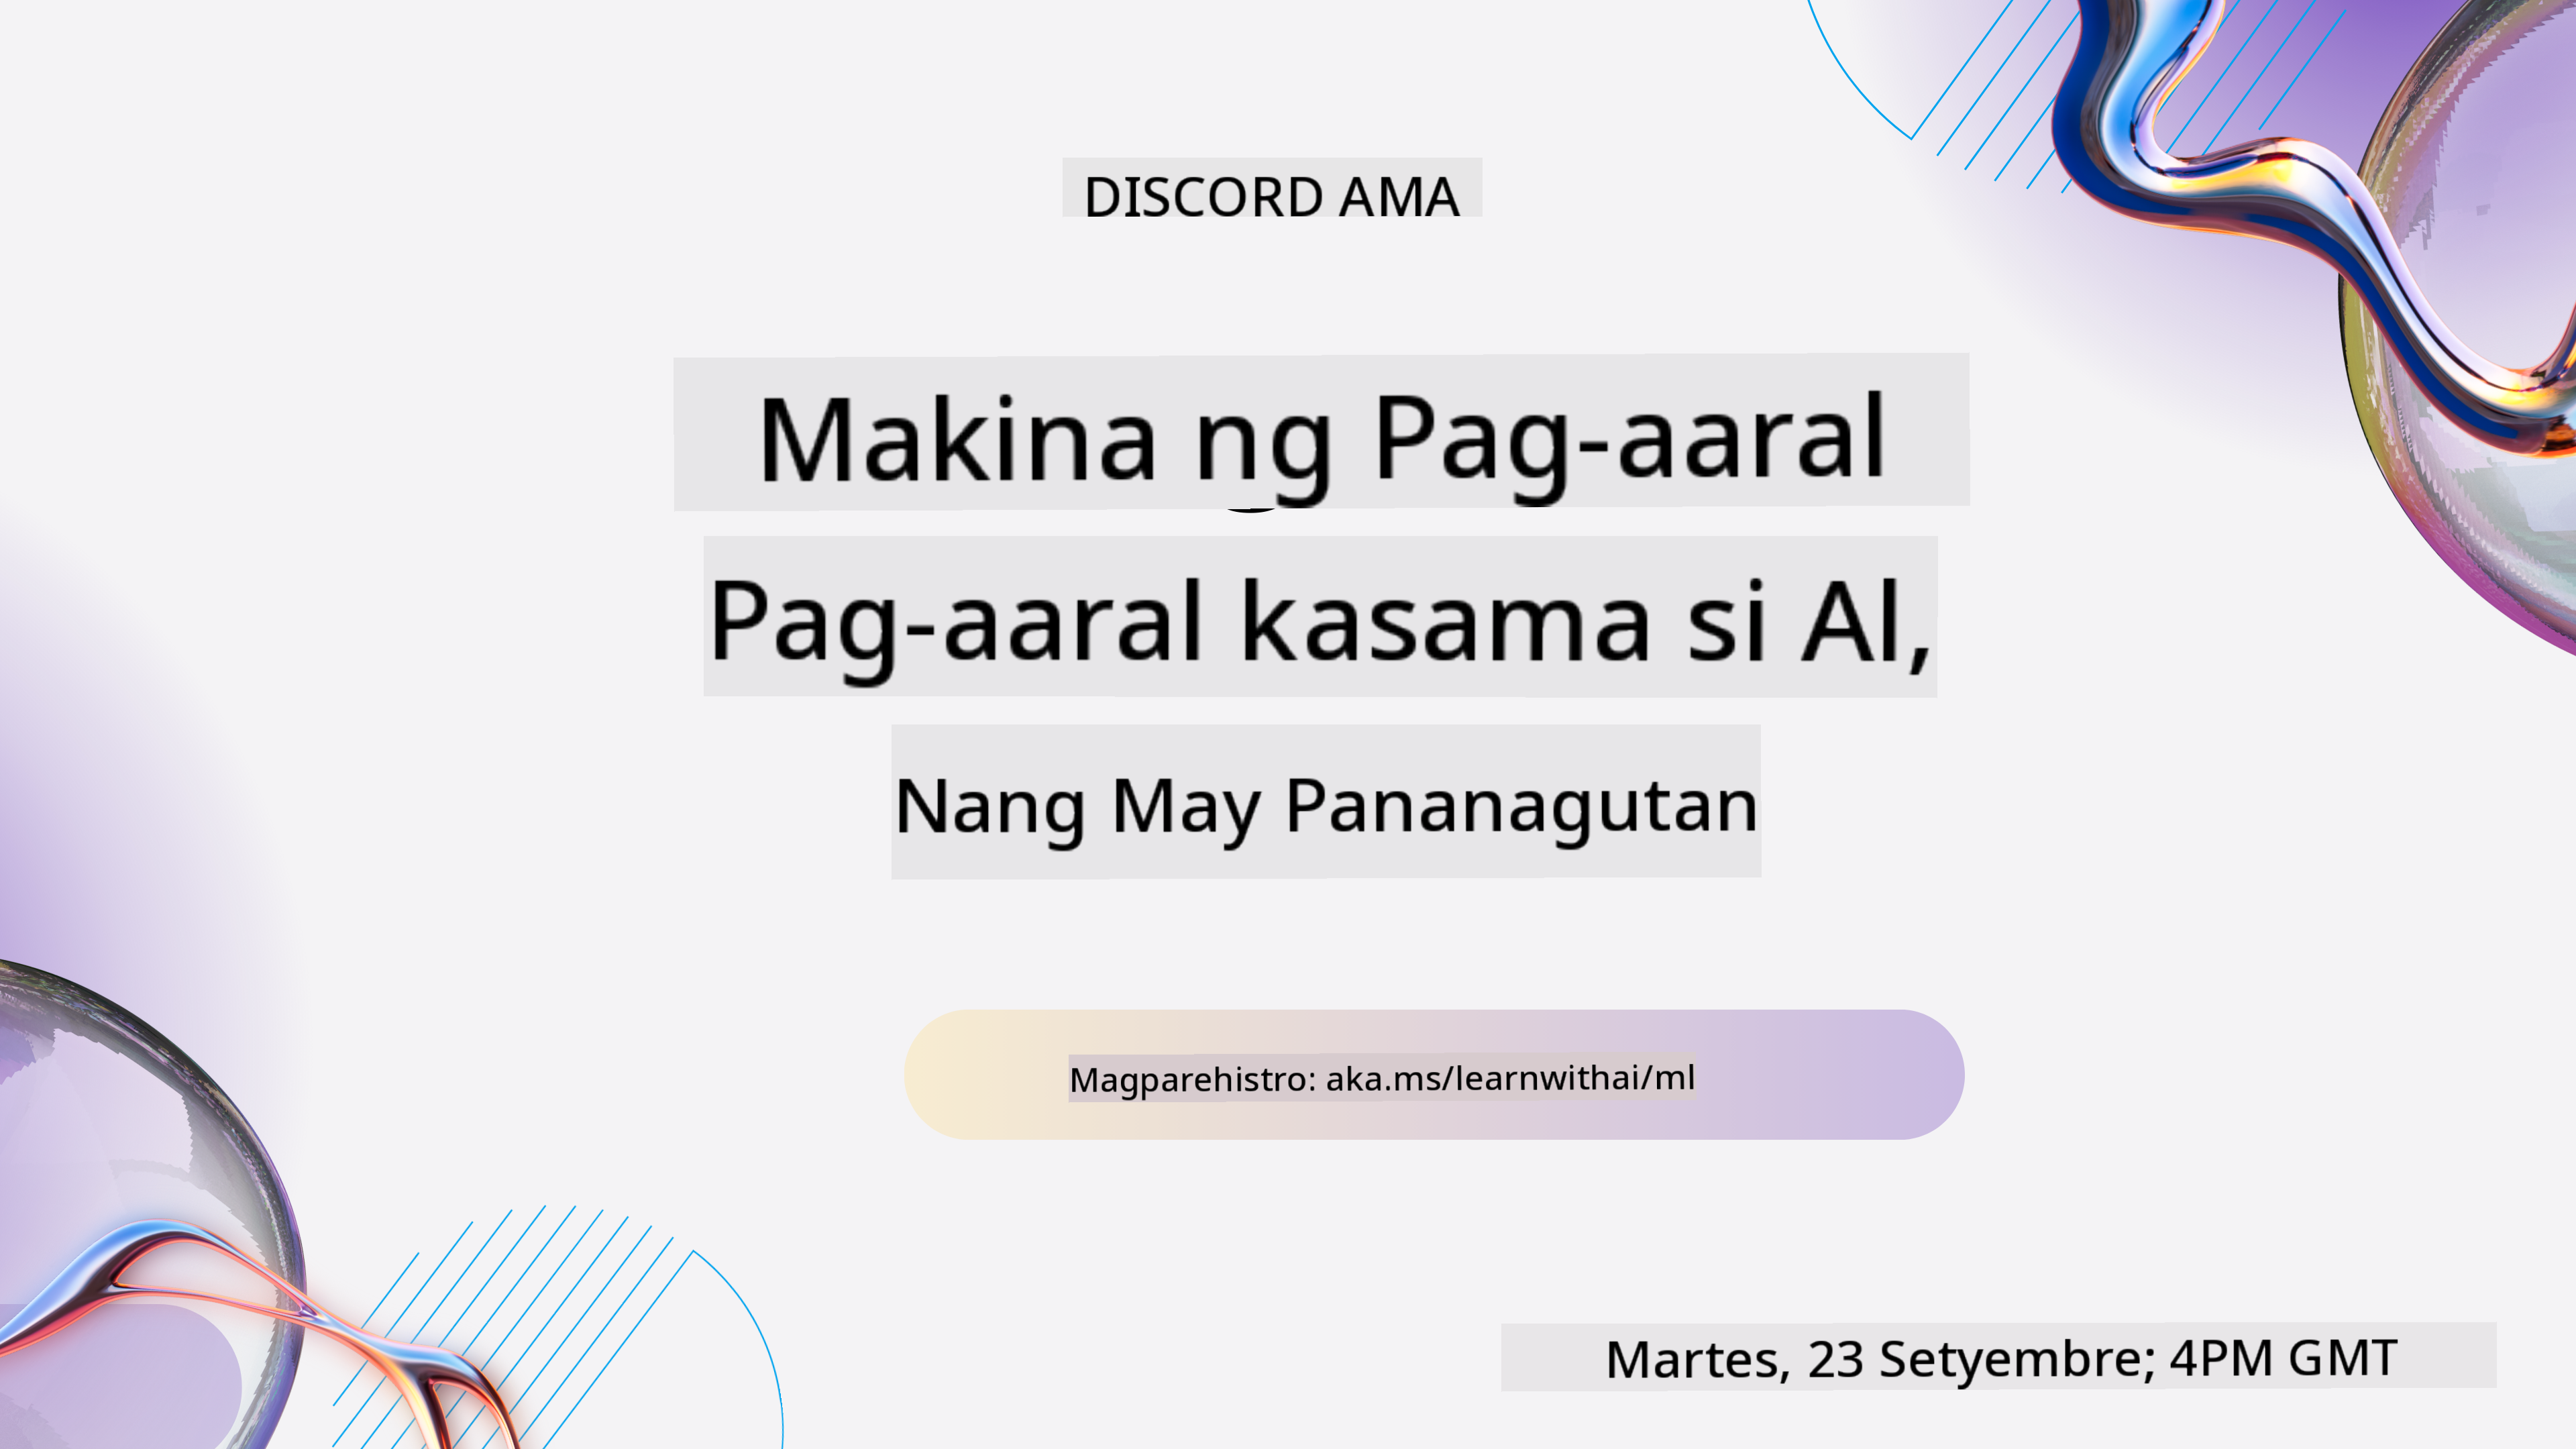 DISCORD AMA
Makina ng Pag-aaral
Pag-aaral kasama si Al,
Nang May Pananagutan
Magparehistro: aka.ms/learnwithai/ml
Martes, 23 Setyembre; 4PM GMT